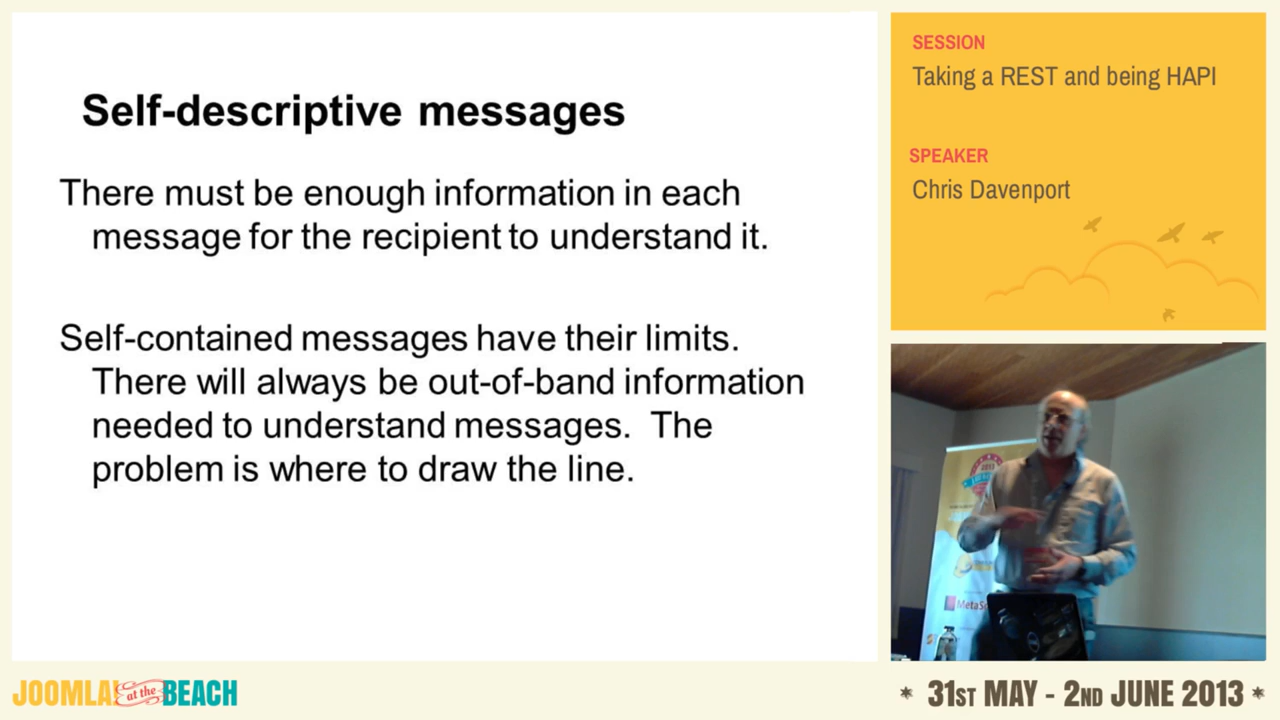 Self-descriptive messages
There must be enough information in each
message for the recipient to understand it.
Self-contained messages have their limits.
There will always be out-of-band information
needed to understand messages. The
problem is where to draw the line.
SESSION
Taking a REST and being HAPI
SPEAKER
Chris Davenport
2013
JOOMLA! at the BEACH
* 31ST MAY - 2ND JUNE 2013 *